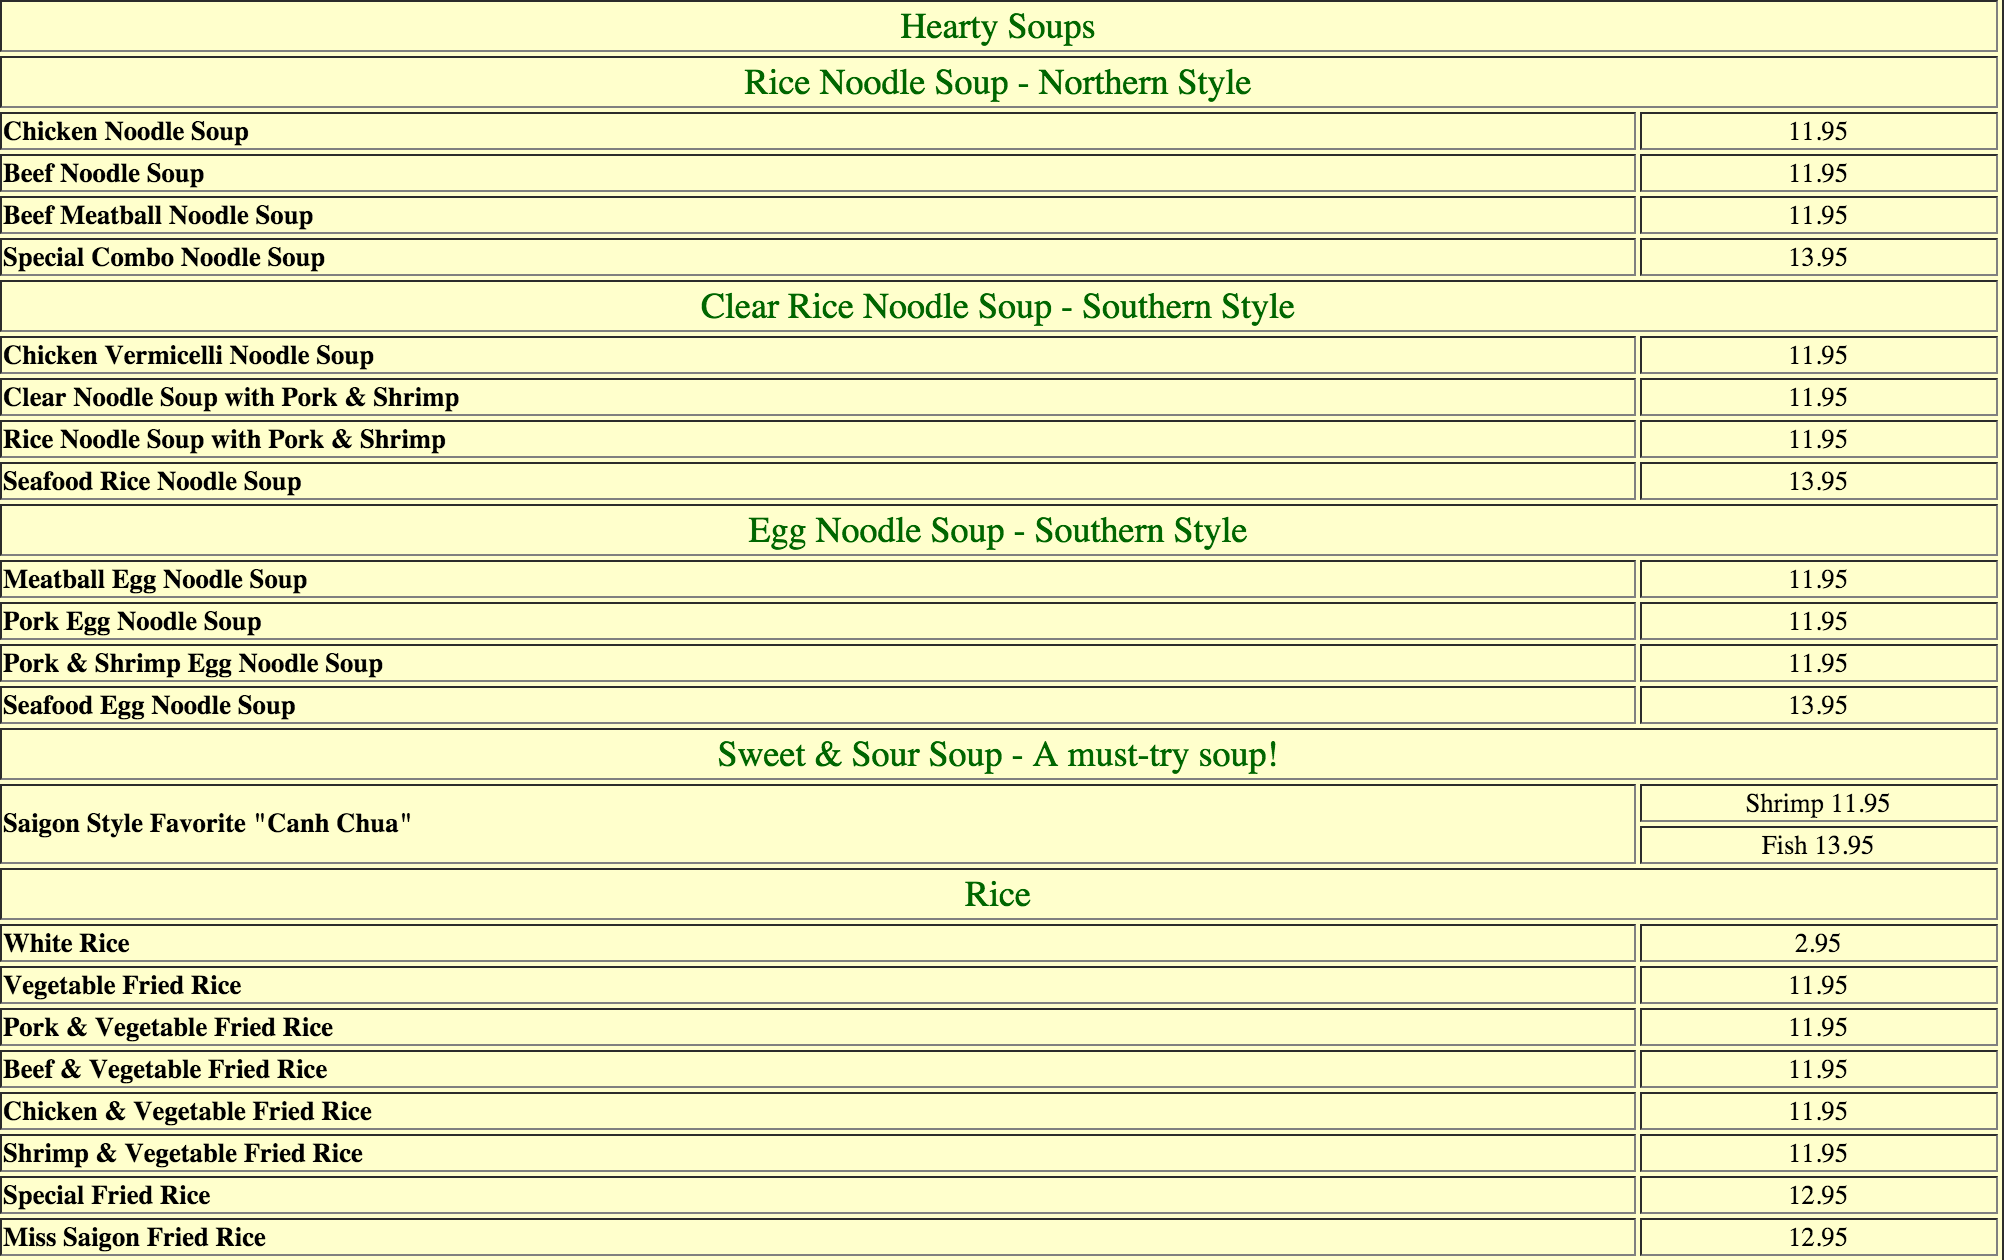 Hearty Soups
Rice Noodle Soup - Northern Style
Chicken Noodle Soup 11.95
Beef Noodle Soup 11.95
Beef Meatball Noodle Soup 11.95
Special Combo Noodle Soup 13.95
Clear Rice Noodle Soup - Southern Style
Chicken Vermicelli Noodle Soup 11.95
Clear Noodle Soup with Pork & Shrimp 11.95
Rice Noodle Soup with Pork & Shrimp 11.95
Seafood Rice Noodle Soup 13.95
Egg Noodle Soup - Southern Style
Meatball Egg Noodle Soup 11.95
Pork Egg Noodle Soup 11.95
Pork & Shrimp Egg Noodle Soup 11.95
Seafood Egg Noodle Soup 13.95
Sweet & Sour Soup - A must-try soup!
Saigon Style Favorite "Canh Chua"
Shrimp 11.95
Fish 13.95
Rice
White Rice 2.95
Vegetable Fried Rice 11.95
Pork & Vegetable Fried Rice 11.95
Beef & Vegetable Fried Rice 11.95
Chicken & Vegetable Fried Rice 11.95
Shrimp & Vegetable Fried Rice 11.95
Special Fried Rice 12.95
Miss Saigon Fried Rice 12.95